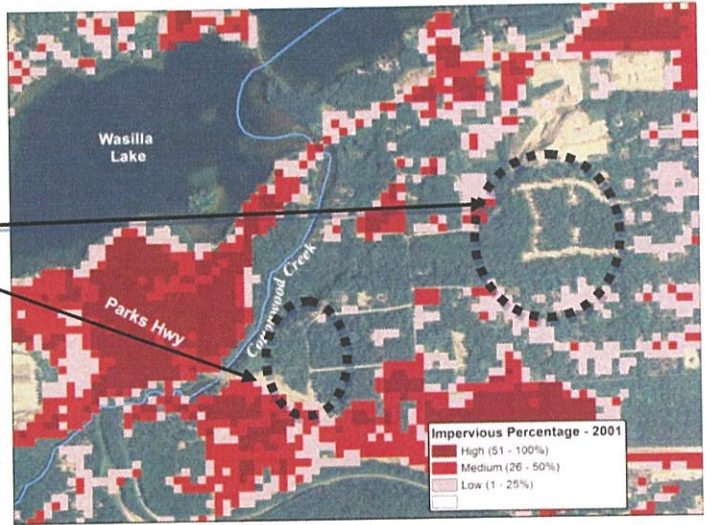 Wasilla
Lake
Cottonwood Creek
Parks Hwy
Impervious Percentage - 2001
High (51 - 100%)
Medium (26 - 50%)
Low (1 - 25%)